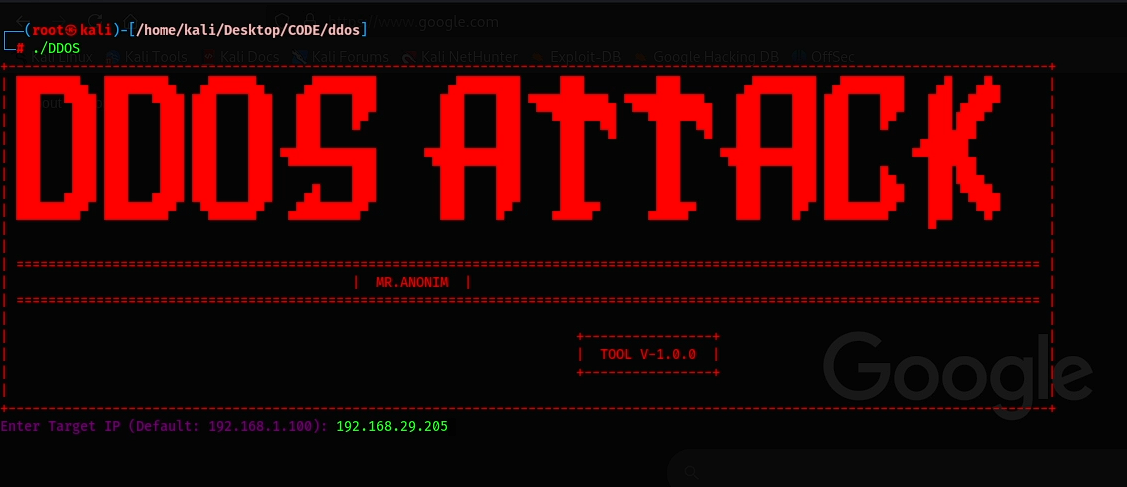 www.google.com
┌──(root㉿kali)-[/home/kali/Desktop/CODE/ddos]
└─# ./DDOS
Kali Linux Kali Tools Kali Docs Kali Forums Kali NetHunter Exploit-DB Google Hacking DB OffSec
DDOS ATTACK
| MR.ANONIM |
| TOOL V-1.0.0 |
Google
Enter Target IP (Default: 192.168.1.100): 192.168.29.205